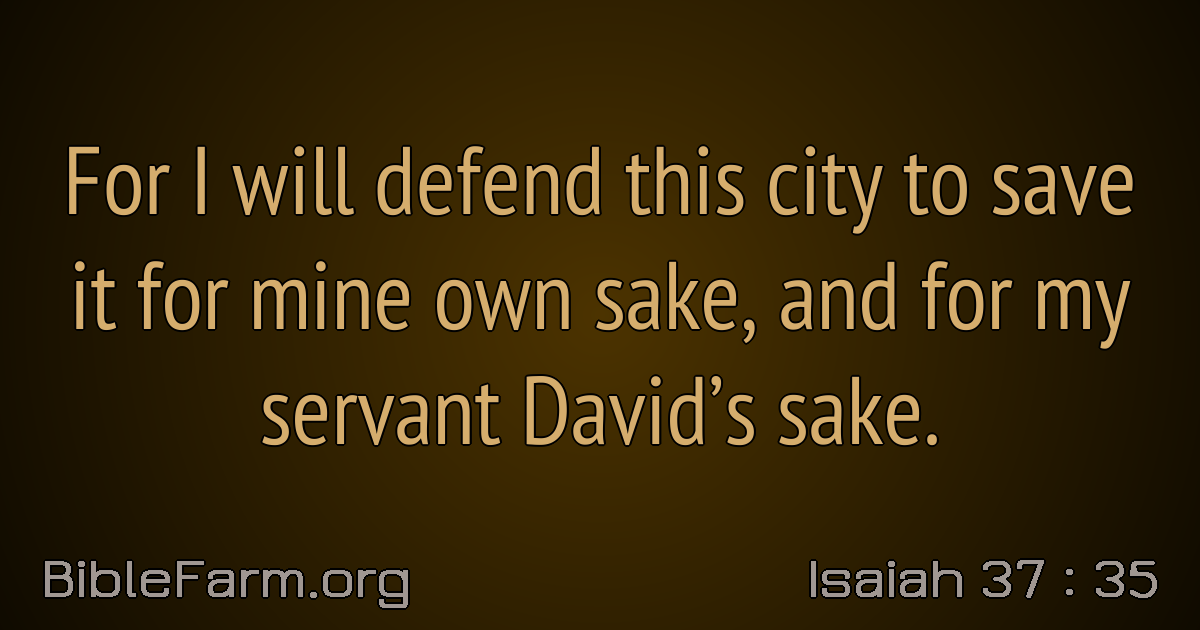 For I will defend this city to save
it for mine own sake, and for my
servant David’s sake.
BibleFarm.org
Isaiah 37 : 35